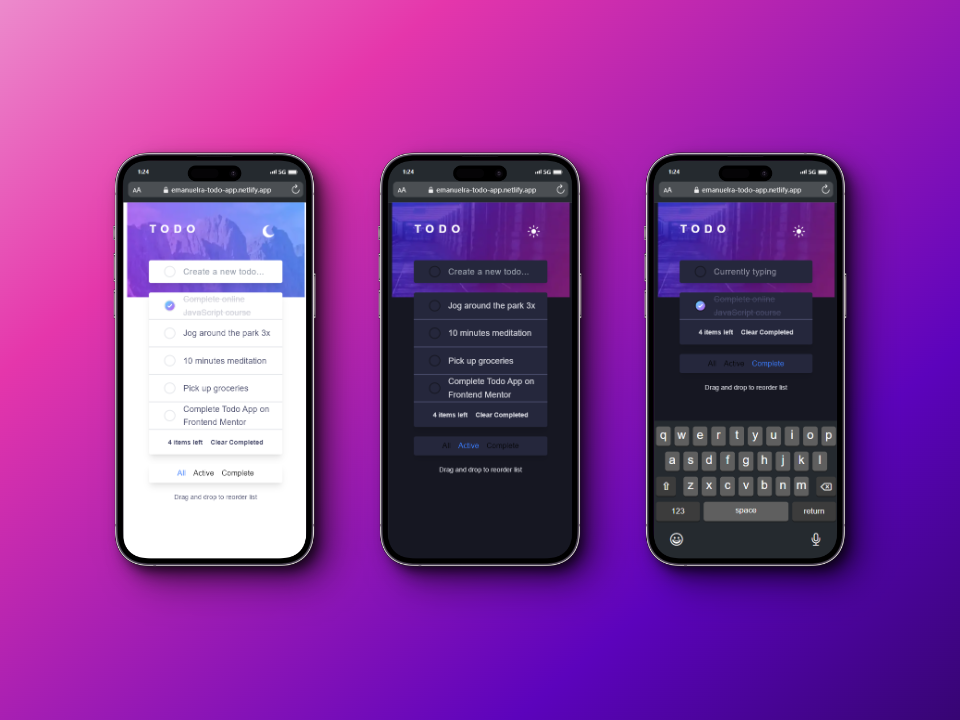 1:24
5G
AA
emanuelra-todo-app.netlify.app
TODO
Create a new todo...
Complete online
JavaScript course
Jog around the park 3x
10 minutes meditation
Pick up groceries
Complete Todo App on
Frontend Mentor
4 items left Clear Completed
All Active Complete
Drag and drop to reorder list
1:24
5G
AA
emanuelra-todo-app.netlify.app
TODO
Create a new todo...
Jog around the park 3x
10 minutes meditation
Pick up groceries
Complete Todo App on
Frontend Mentor
4 items left Clear Completed
All Active Complete
Drag and drop to reorder list
1:24
5G
AA
emanuelra-todo-app.netlify.app
TODO
Currently typing
Complete online
JavaScript course
4 items left Clear Completed
All Active Complete
Drag and drop to reorder list
q w e r t y u i o p
a s d f g h j k l
z x c v b n m
123 space return